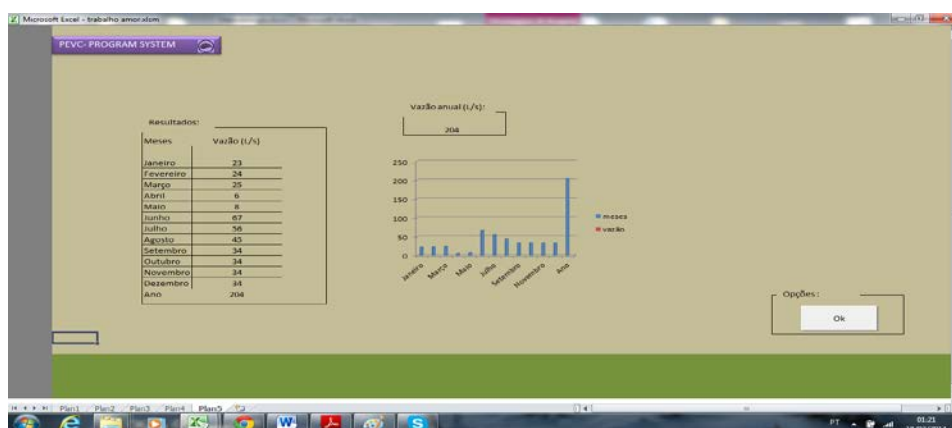 Microsoft Excel - trabalho amor.xlsm
PEVC- PROGRAM SYSTEM
Resultados:
Meses Vazão (L/s)
Janeiro 23
Fevereiro 24
Março 25
Abril 6
Maio 8
Junho 67
Julho 56
Agosto 45
Setembro 34
Outubro 34
Novembro 34
Dezembro 34
Ano 204
Vazão anual (L/s):
204
250
200
150
100
50
0
Janeiro Março Maio Julho Setembro Novembro Ano
meses
vazão
Opções:
Ok
Plan1 Plan2 Plan3 Plan4 Plan5
PT 01:21